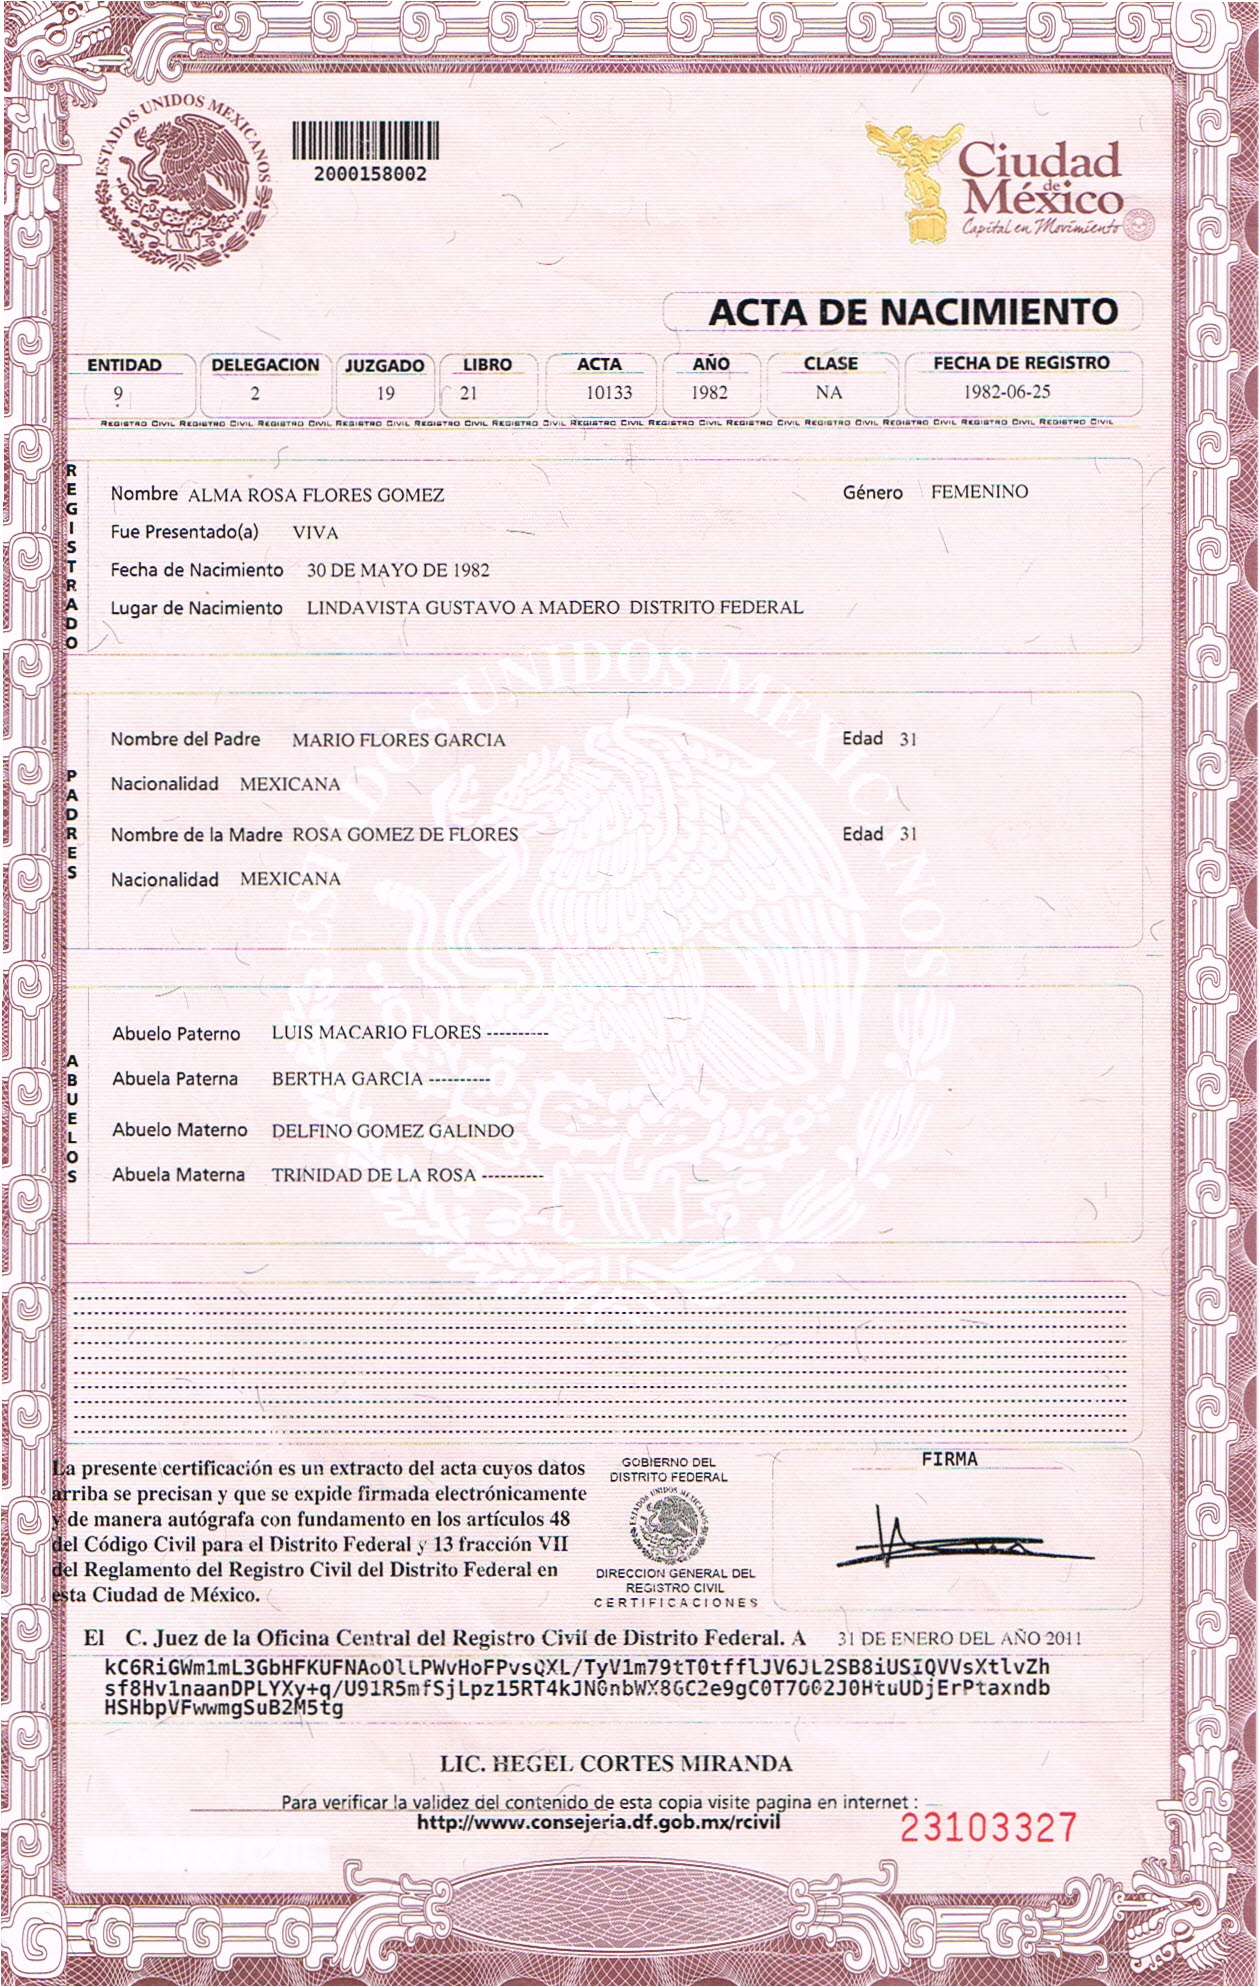 ESTADOS UNIDOS MEXICANOS
2000158002
Ciudad
de
México
Capital en Movimiento
ACTA DE NACIMIENTO
ENTIDAD DELEGACION JUZGADO LIBRO ACTA AÑO CLASE FECHA DE REGISTRO
9 2 19 21 10133 1982 NA 1982-06-25
REGISTRO CIVIL REGISTRO CIVIL REGISTRO CIVIL REGISTRO CIVIL REGISTRO CIVIL REGISTRO CIVIL REGISTRO CIVIL REGISTRO CIVIL REGISTRO CIVIL REGISTRO CIVIL REGISTRO CIVIL REGISTRO CIVIL REGISTRO CIVIL
REGISTRADO
Nombre ALMA ROSA FLORES GOMEZ Género FEMENINO
Fue Presentado(a) VIVA
Fecha de Nacimiento 30 DE MAYO DE 1982
Lugar de Nacimiento LINDAVISTA GUSTAVO A MADERO DISTRITO FEDERAL
ESTADOS UNIDOS MEXICANOS
PADRES
Nombre del Padre MARIO FLORES GARCIA Edad 31
Nacionalidad MEXICANA
Nombre de la Madre ROSA GOMEZ DE FLORES Edad 31
Nacionalidad MEXICANA
ABUELOS
Abuelo Paterno LUIS MACARIO FLORES ----------
Abuela Paterna BERTHA GARCIA ----------
Abuelo Materno DELFINO GOMEZ GALINDO
Abuela Materna TRINIDAD DE LA ROSA ----------
La presente certificación es un extracto del acta cuyos datos
arriba se precisan y que se expide firmada electrónicamente
y de manera autógrafa con fundamento en los artículos 48
del Código Civil para el Distrito Federal y 13 fracción VII
del Reglamento del Registro Civil del Distrito Federal en
esta Ciudad de México.
GOBIERNO DEL
DISTRITO FEDERAL
ESTADOS UNIDOS MEXICANOS
DIRECCION GENERAL DEL
REGISTRO CIVIL
CERTIFICACIONES
FIRMA
El C. Juez de la Oficina Central del Registro Civil de Distrito Federal. A 31 DE ENERO DEL AÑO 2011
kC6RiGWm1mL3GbHFKUFNAoOlLPWvHoFPvsQXL/TyV1m79tT0tfflJV6JL2SB8iUSIQVVsXtlvZh
sf8Hv1naanDPLYXy+q/U91R5mfSjLpz15RT4kJNGnbWX8GC2e9gC0T7002J0HtuUDjErPtaxndb
HSHbpVFwwmgSuB2M5tg
LIC. HEGEL CORTES MIRANDA
Para verificar la validez del contenido de esta copia visite pagina en internet :
http://www.consejeria.df.gob.mx/rcivil
23103327